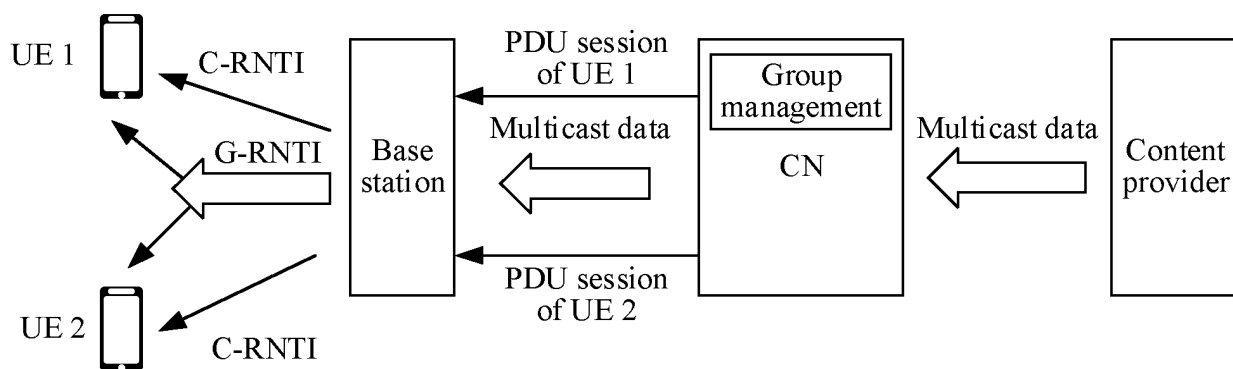 UE 1
C-RNTI
G-RNTI
UE 2
C-RNTI
Base
station
PDU session
of UE 1
Multicast data
PDU session
of UE 2
Group
management
CN
Multicast data
Content
provider